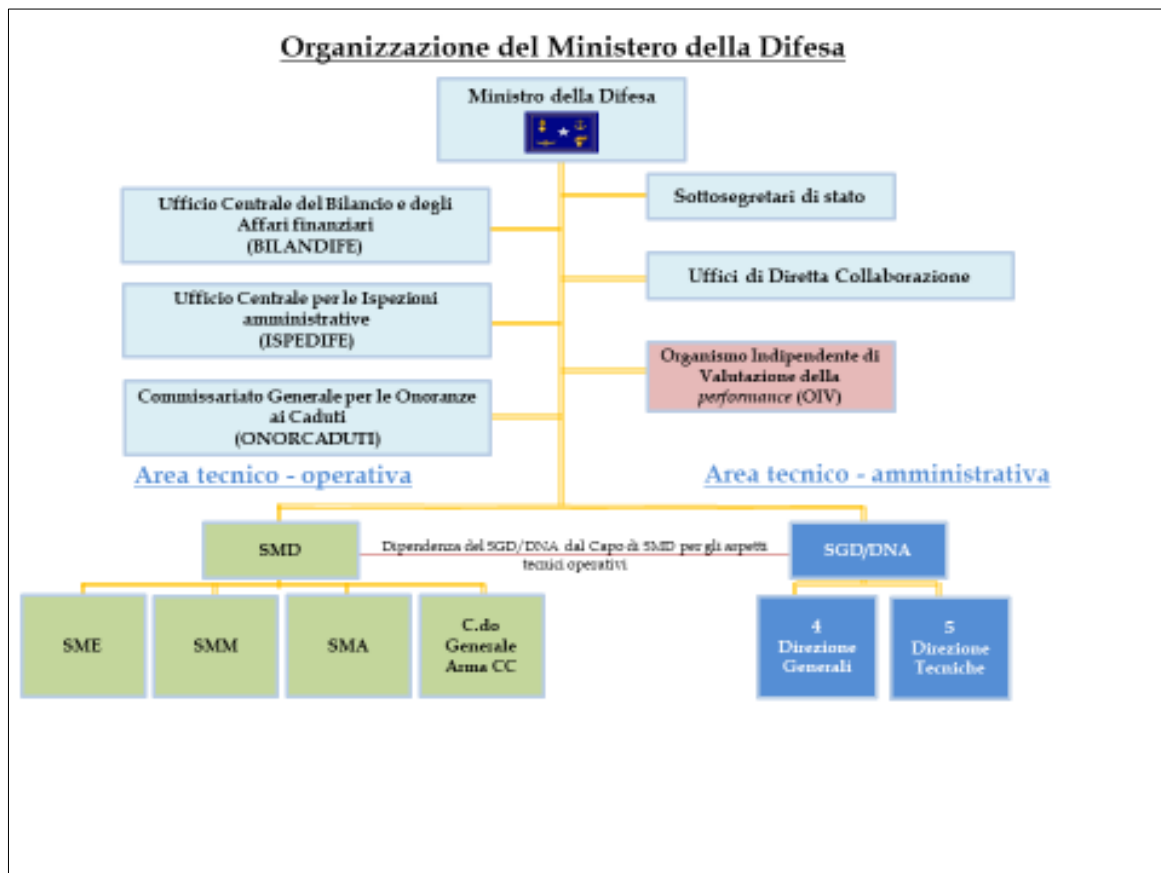 Organizzazione del Ministero della Difesa
Ministro della Difesa
Ufficio Centrale del Bilancio e degli
Affari finanziari
(BILANDIFE)
Sottosegretari di stato
Uffici di Diretta Collaborazione
Ufficio Centrale per le Ispezioni
amministrative
(ISPEDIFE)
Organismo Indipendente di
Valutazione della
performance (OIV)
Commissariato Generale per le Onoranze
ai Caduti
(ONORCADUTI)
Area tecnico - operativa
Area tecnico - amministrativa
SMD
Dipendenza del SGD/DNA dal Capo di SMD per gli aspetti
tecnici operativi
SGD/DNA
SME
SMM
SMA
C.do
Generale
Arma CC
4
Direzione
Generali
5
Direzione
Tecniche